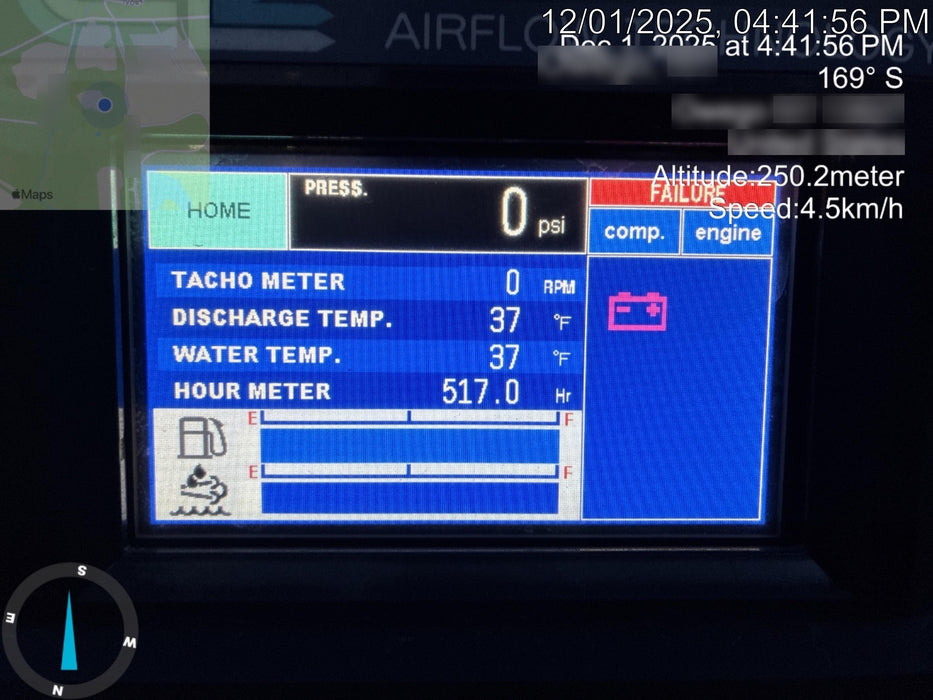 AIRFLO
12/01/2025, 04:41:56 PM
Dec 1, 2025 at 4:41:56 PM
169° S
Altitude:250.2meter
Speed:4.5km/h
Maps
HOME
PRESS.
0 psi
FAILURE
comp. engine
TACHO METER 0 RPM
DISCHARGE TEMP. 37 °F
WATER TEMP. 37 °F
HOUR METER 517.0 Hr
E F
E F
S
E W
N